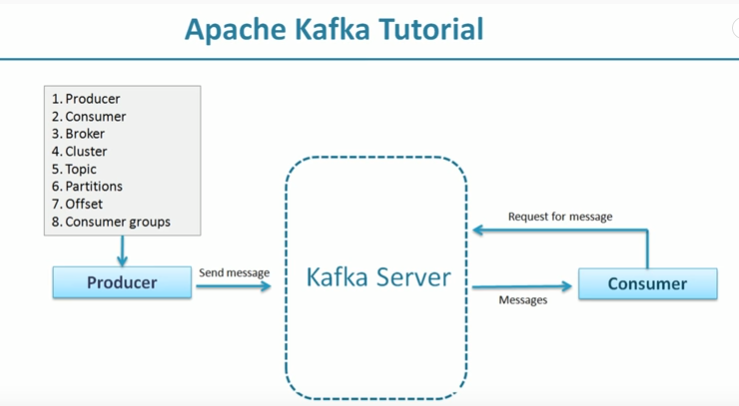 Apache Kafka Tutorial
1. Producer
2. Consumer
3. Broker
4. Cluster
5. Topic
6. Partitions
7. Offset
8. Consumer groups
Producer
Send message
Kafka Server
Request for message
Messages
Consumer